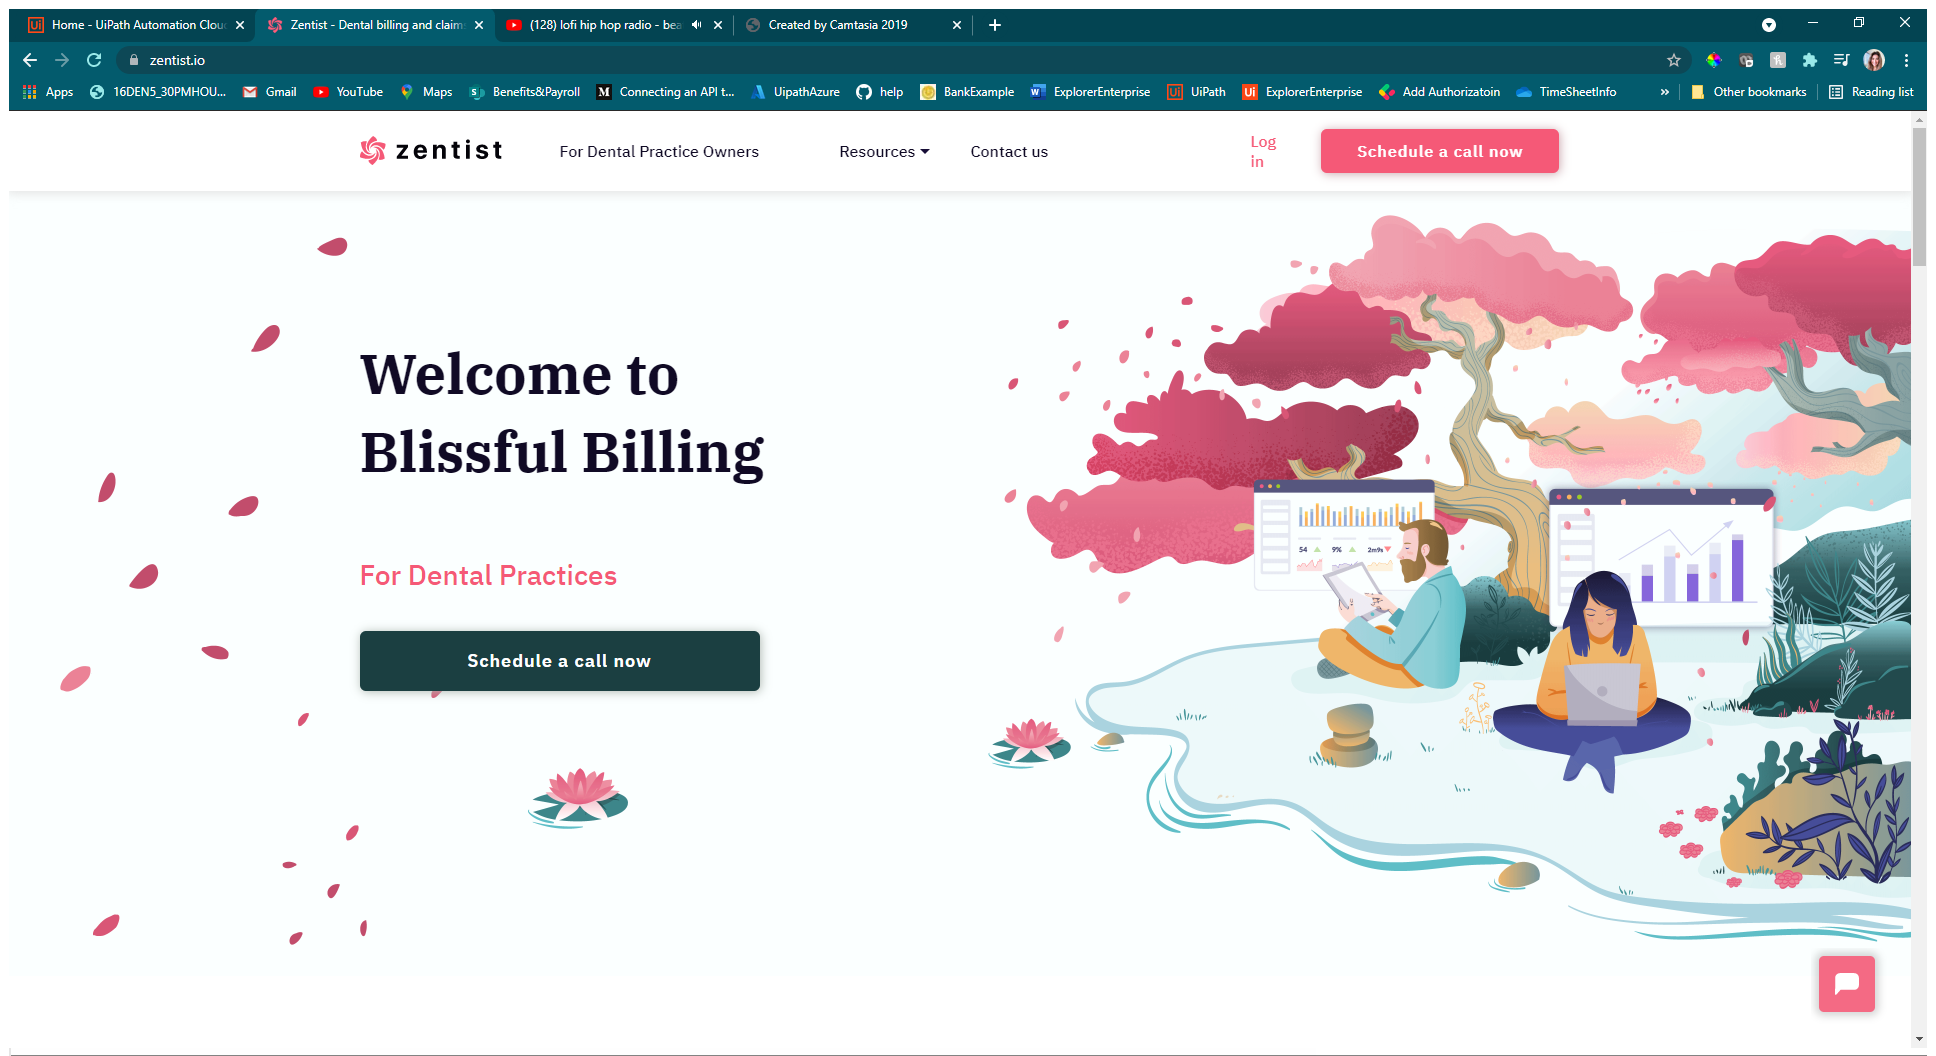 Home - UiPath Automation Clou
Zentist - Dental billing and claim
(128) lofi hip hop radio - bea
Created by Camtasia 2019
zentist.io
Apps
16DEN5_30PMHOU...
Gmail
YouTube
Maps
Benefits&Payroll
Connecting an API t...
UipathAzure
help
BankExample
ExplorerEnterprise
UiPath
ExplorerEnterprise
Add Authorizatoin
TimeSheetInfo
»
Other bookmarks
Reading list
zentist
For Dental Practice Owners
Resources
Contact us
Log
in
Schedule a call now
Welcome to
Blissful Billing
For Dental Practices
Schedule a call now
54
9%
2m9s